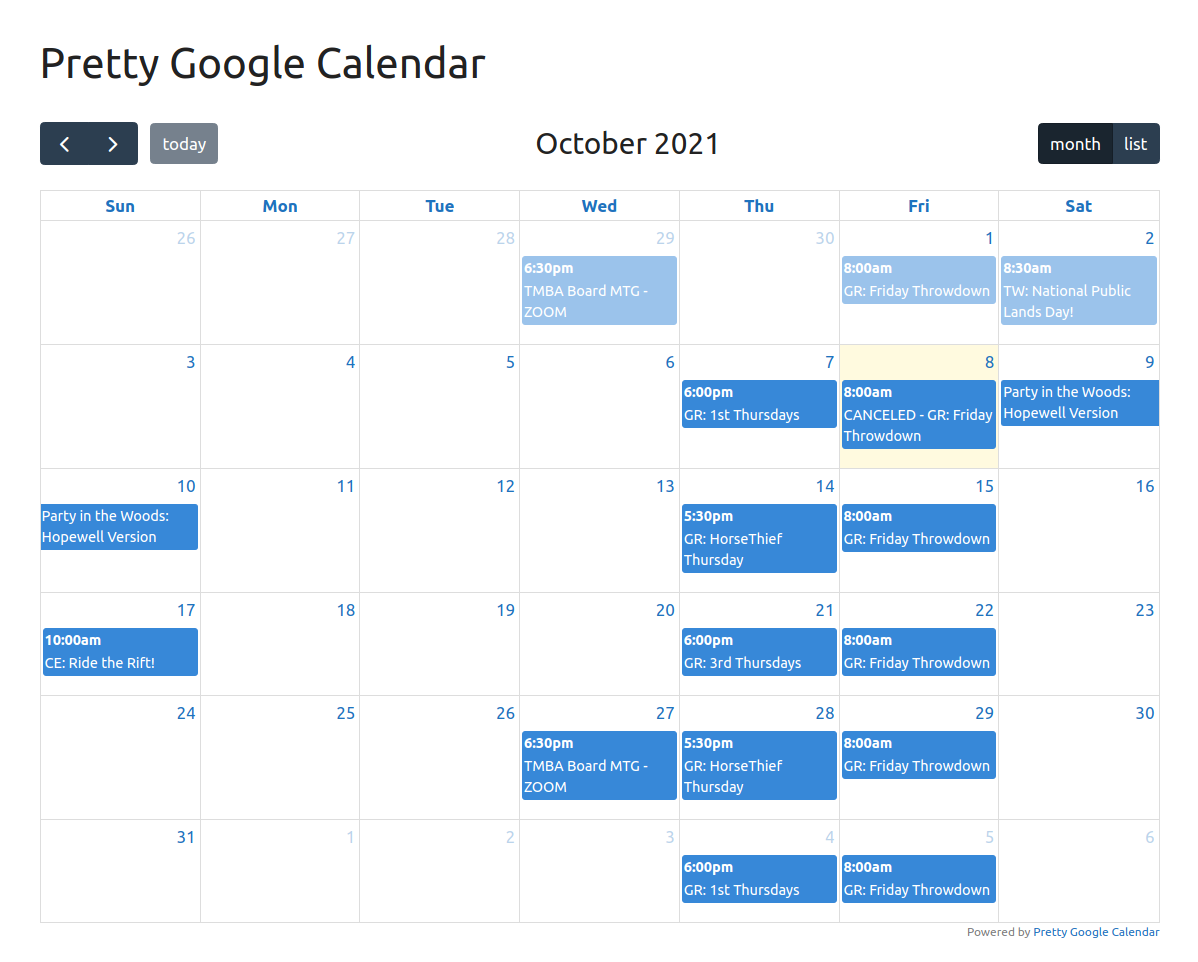 Pretty Google Calendar
today
October 2021
month list
Sun Mon Tue Wed Thu Fri Sat
26 27 28 29 30 1 2
6:30pm
TMBA Board MTG -
ZOOM
8:00am
GR: Friday Throwdown
8:30am
TW: National Public
Lands Day!
3 4 5 6 7 8 9
6:00pm
GR: 1st Thursdays
8:00am
CANCELED - GR: Friday
Throwdown
Party in the Woods:
Hopewell Version
10 11 12 13 14 15 16
Party in the Woods:
Hopewell Version
5:30pm
GR: HorseThief
Thursday
8:00am
GR: Friday Throwdown
17 18 19 20 21 22 23
10:00am
CE: Ride the Rift!
6:00pm
GR: 3rd Thursdays
8:00am
GR: Friday Throwdown
24 25 26 27 28 29 30
6:30pm
TMBA Board MTG -
ZOOM
5:30pm
GR: HorseThief
Thursday
8:00am
GR: Friday Throwdown
31 1 2 3 4 5 6
6:00pm
GR: 1st Thursdays
8:00am
GR: Friday Throwdown
Powered by Pretty Google Calendar